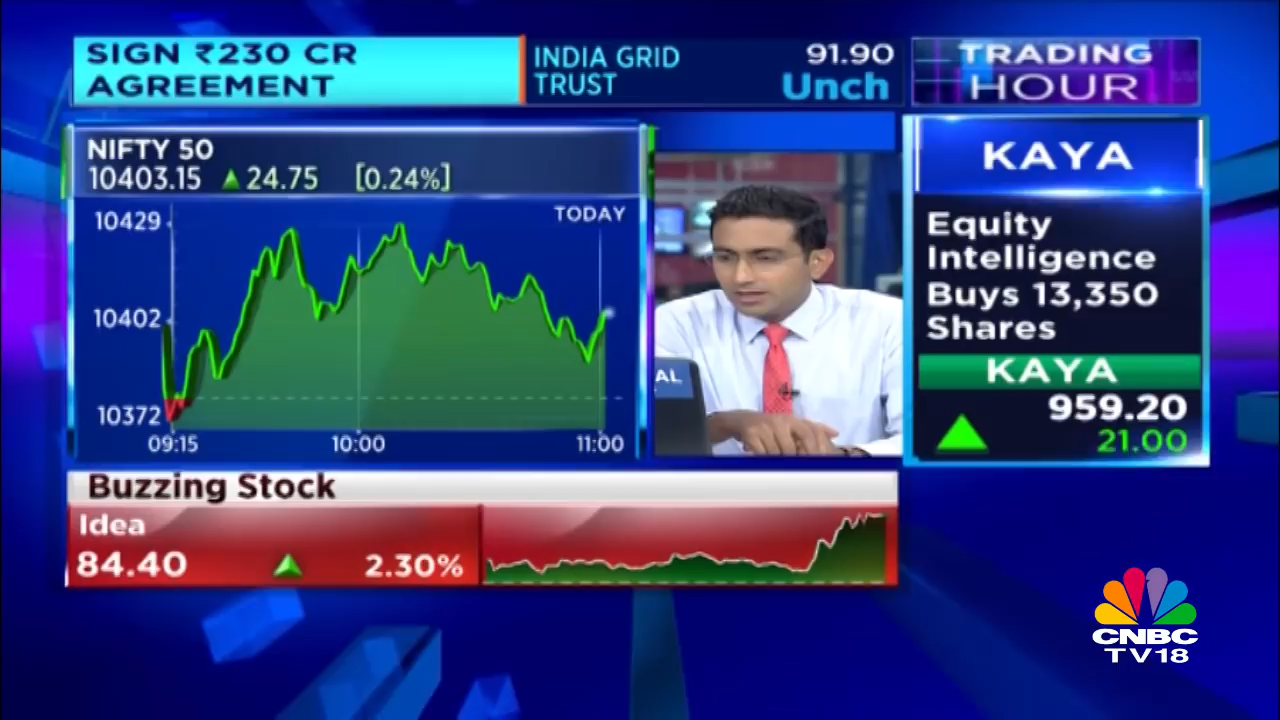 SIGN ₹230 CR
AGREEMENT
INDIA GRID
TRUST
91.90
Unch
TRADING
HOUR
NIFTY 50
10403.15 ▲ 24.75 [0.24%]
TODAY
10429
10402
10372
09:15 10:00 11:00
AL
KAYA
Equity
Intelligence
Buys 13,350
Shares
KAYA
959.20
▲ 21.00
Buzzing Stock
Idea
84.40 ▲ 2.30%
CNBC
TV18